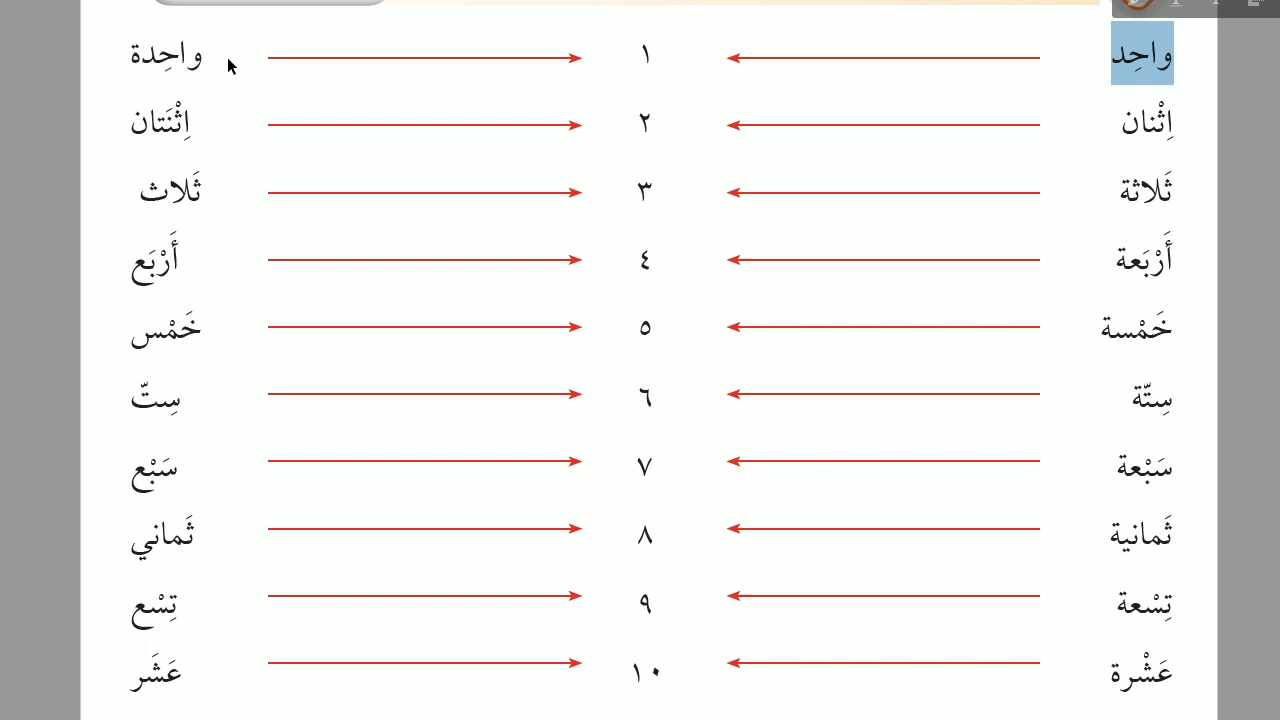 واحِد ١ واحِدة
اِثْنان ٢ اِثْنَتان
ثَلاثة ٣ ثَلاث
أَرْبَعة ٤ أَرْبَع
خَمْسة ٥ خَمْس
سِتّة ٦ سِتّ
سَبْعة ٧ سَبْع
ثَمانية ٨ ثَماني
تِسْعة ٩ تِسْع
عَشْرة ١٠ عَشَر